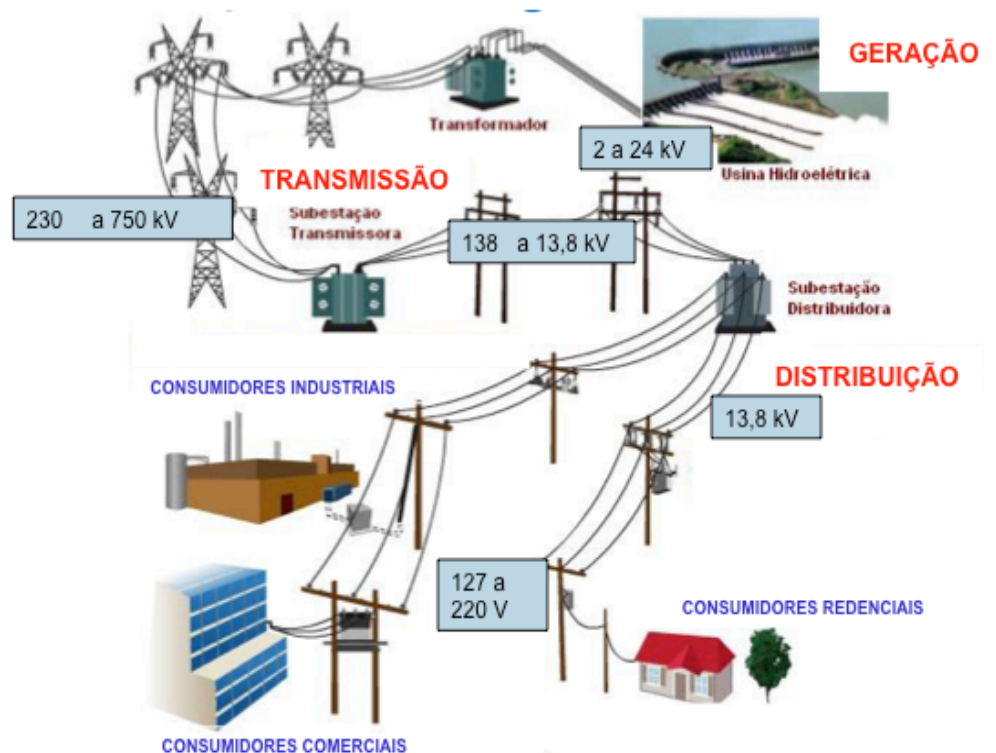 GERAÇÃO
Transformador
2 a 24 kV
Usina Hidroelétrica
TRANSMISSÃO
230 a 750 kV
Subestação
Transmissora
138 a 13,8 kV
Subestação
Distribuidora
CONSUMIDORES INDUSTRIAIS
DISTRIBUIÇÃO
13,8 kV
127 a
220 V
CONSUMIDORES REDENCIAIS
CONSUMIDORES COMERCIAIS